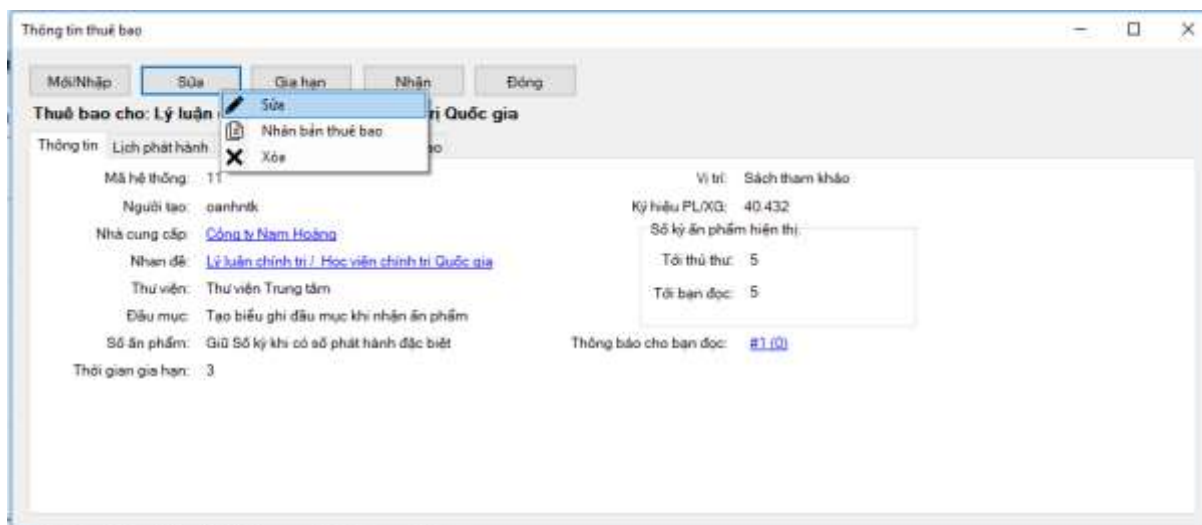 Thông tin thuê bao
Mới/Nhập Sửa Gia hạn Nhận Đóng
Thuê bao cho: Lý luận rị Quốc gia
Sửa
Nhân bản thuê bao
Xóa
Thông tin Lịch phát hành
Mã hệ thống: 11
Người tạo: oanhntk
Nhà cung cấp: Công ty Nam Hoàng
Nhan đề: Lý luận chính trị / Học viện chính trị Quốc gia
Thư viện: Thư viện Trung tâm
Đầu mục: Tạo biểu ghi đầu mục khi nhận ấn phẩm
Số ấn phẩm: Giữ Số kỳ khi có số phát hành đặc biệt
Thời gian gia hạn: 3
Vị trí: Sách tham khảo
Ký hiệu PL/XG: 40.432
Số kỳ ấn phẩm hiện thị.
Tới thủ thư: 5
Tới bạn đọc: 5
Thông báo cho bạn đọc: #1 (0)